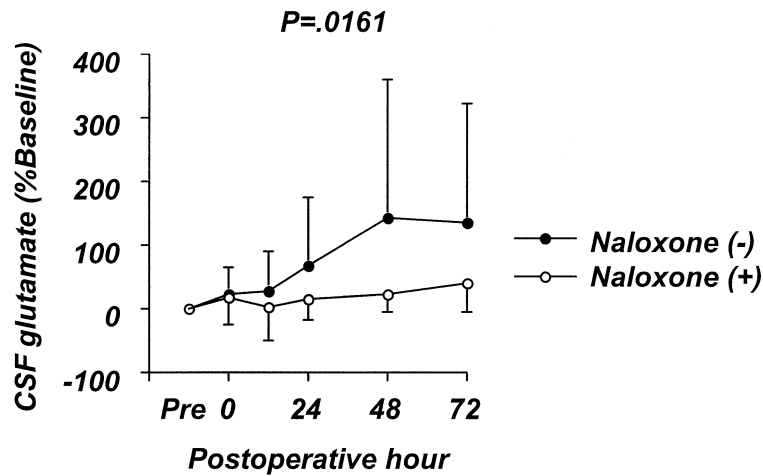 P=.0161
CSF glutamate (%Baseline)
400
300
200
100
0
-100
Pre 0 24 48 72
Postoperative hour
Naloxone (-)
Naloxone (+)